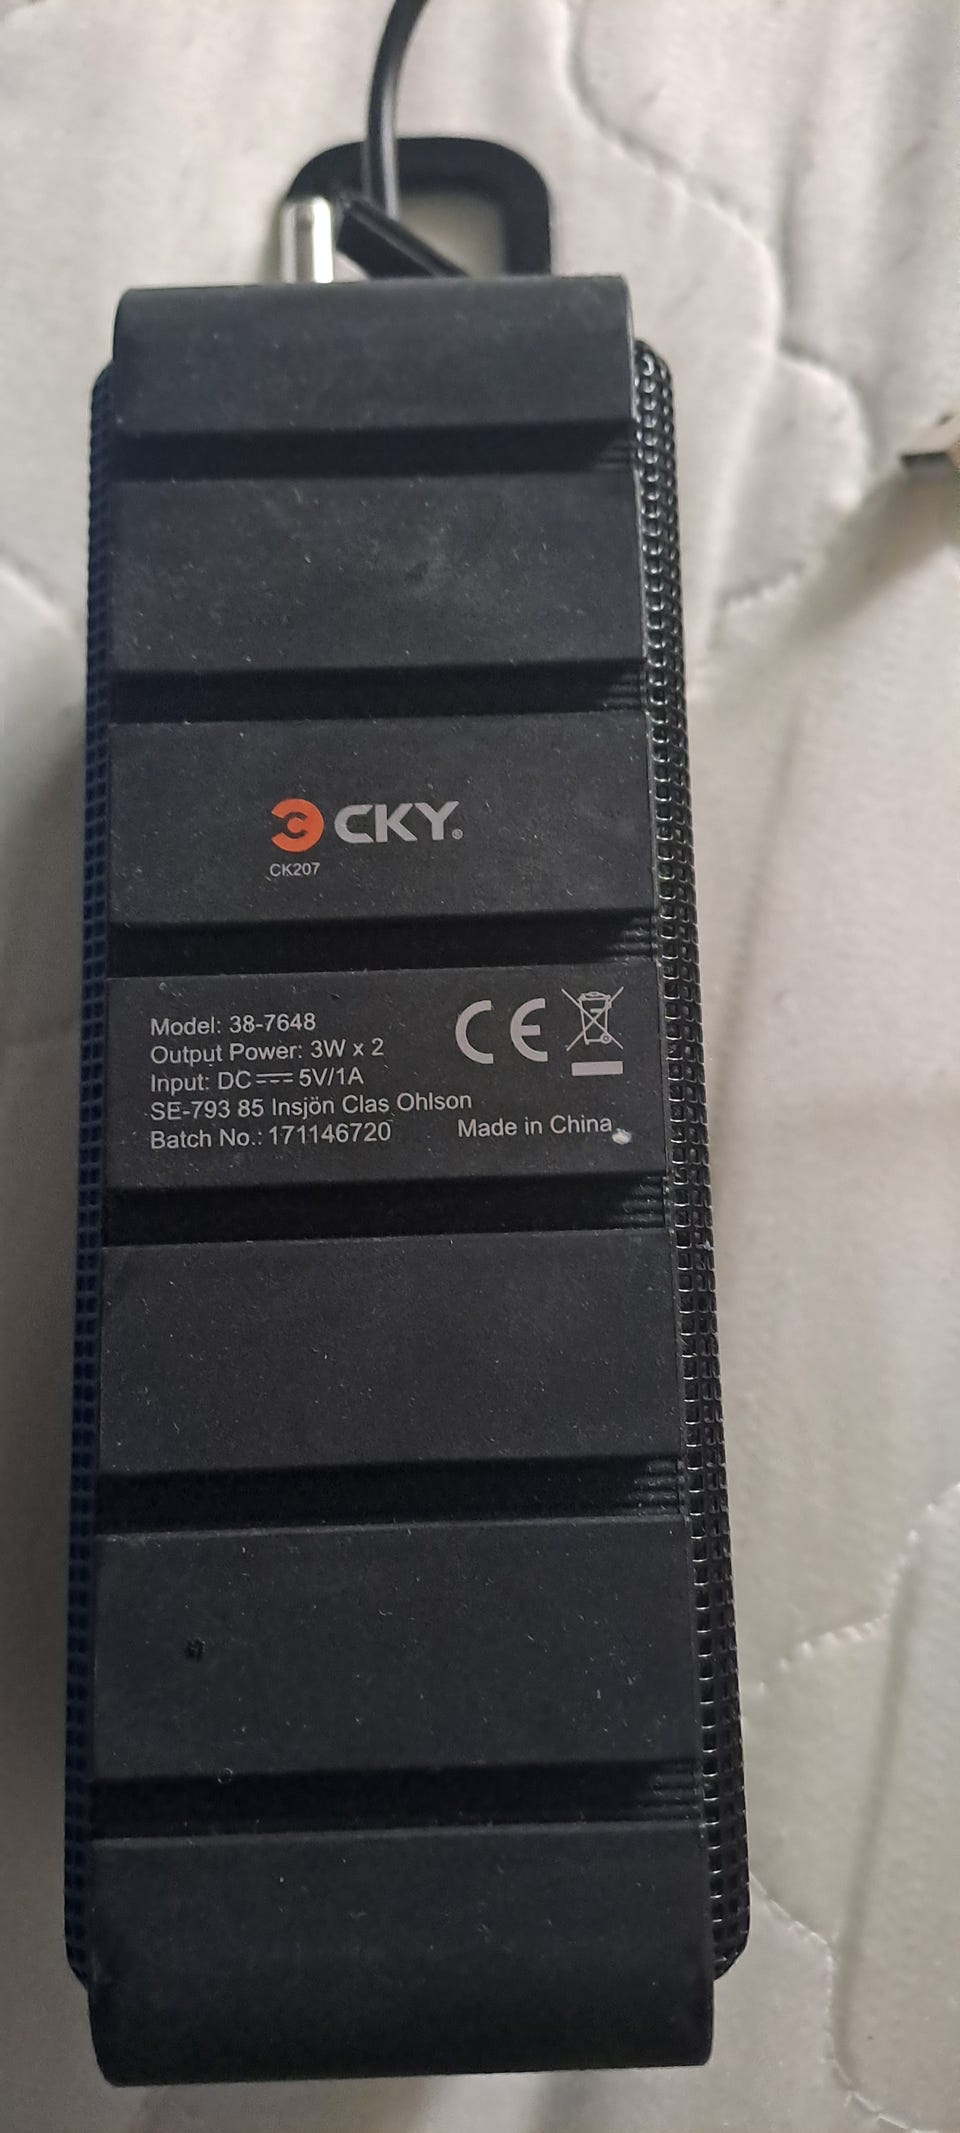 CKY®
CK207
Model: 38-7648
Output Power: 3W x 2
Input: DC⎓5V/1A
SE-793 85 Insjön Clas Ohlson
Batch No.: 171146720
Made in China
CE